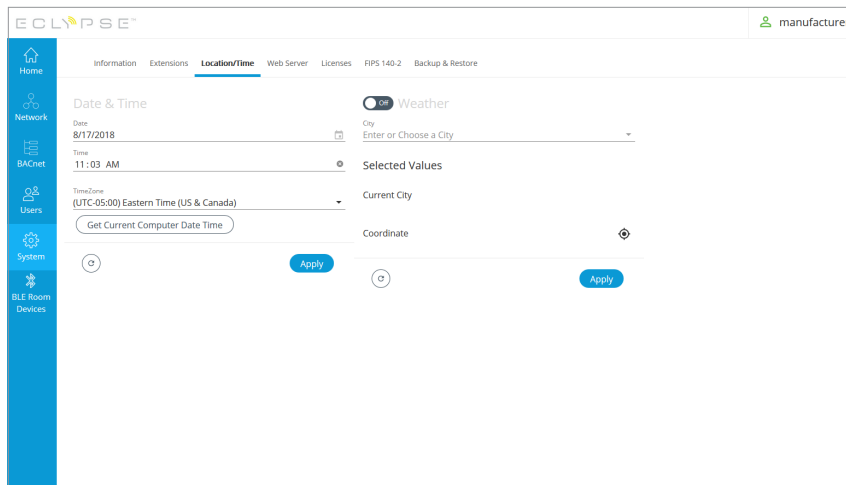 ECLYPSE™
manufacture
Home
Network
BACnet
Users
System
BLE Room
Devices
Information Extensions Location/Time Web Server Licenses FIPS 140-2 Backup & Restore
Date & Time
Date
8/17/2018
Time
11:03 AM
TimeZone
(UTC-05:00) Eastern Time (US & Canada)
Get Current Computer Date Time
Apply
Off Weather
City
Enter or Choose a City
Selected Values
Current City
Coordinate
Apply